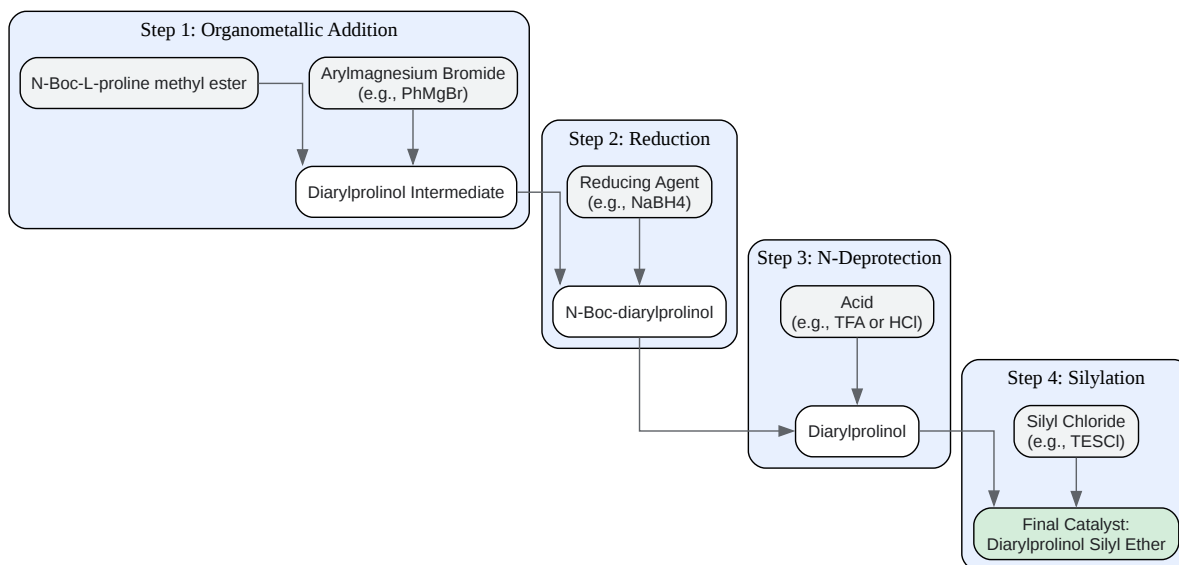 Step 1: Organometallic Addition
N-Boc-L-proline methyl ester
Arylmagnesium Bromide
(e.g., PhMgBr)
Diarylprolinol Intermediate
Step 2: Reduction
Reducing Agent
(e.g., NaBH4)
N-Boc-diarylprolinol
Step 3: N-Deprotection
Acid
(e.g., TFA or HCl)
Diarylprolinol
Step 4: Silylation
Silyl Chloride
(e.g., TESCl)
Final Catalyst:
Diarylprolinol Silyl Ether